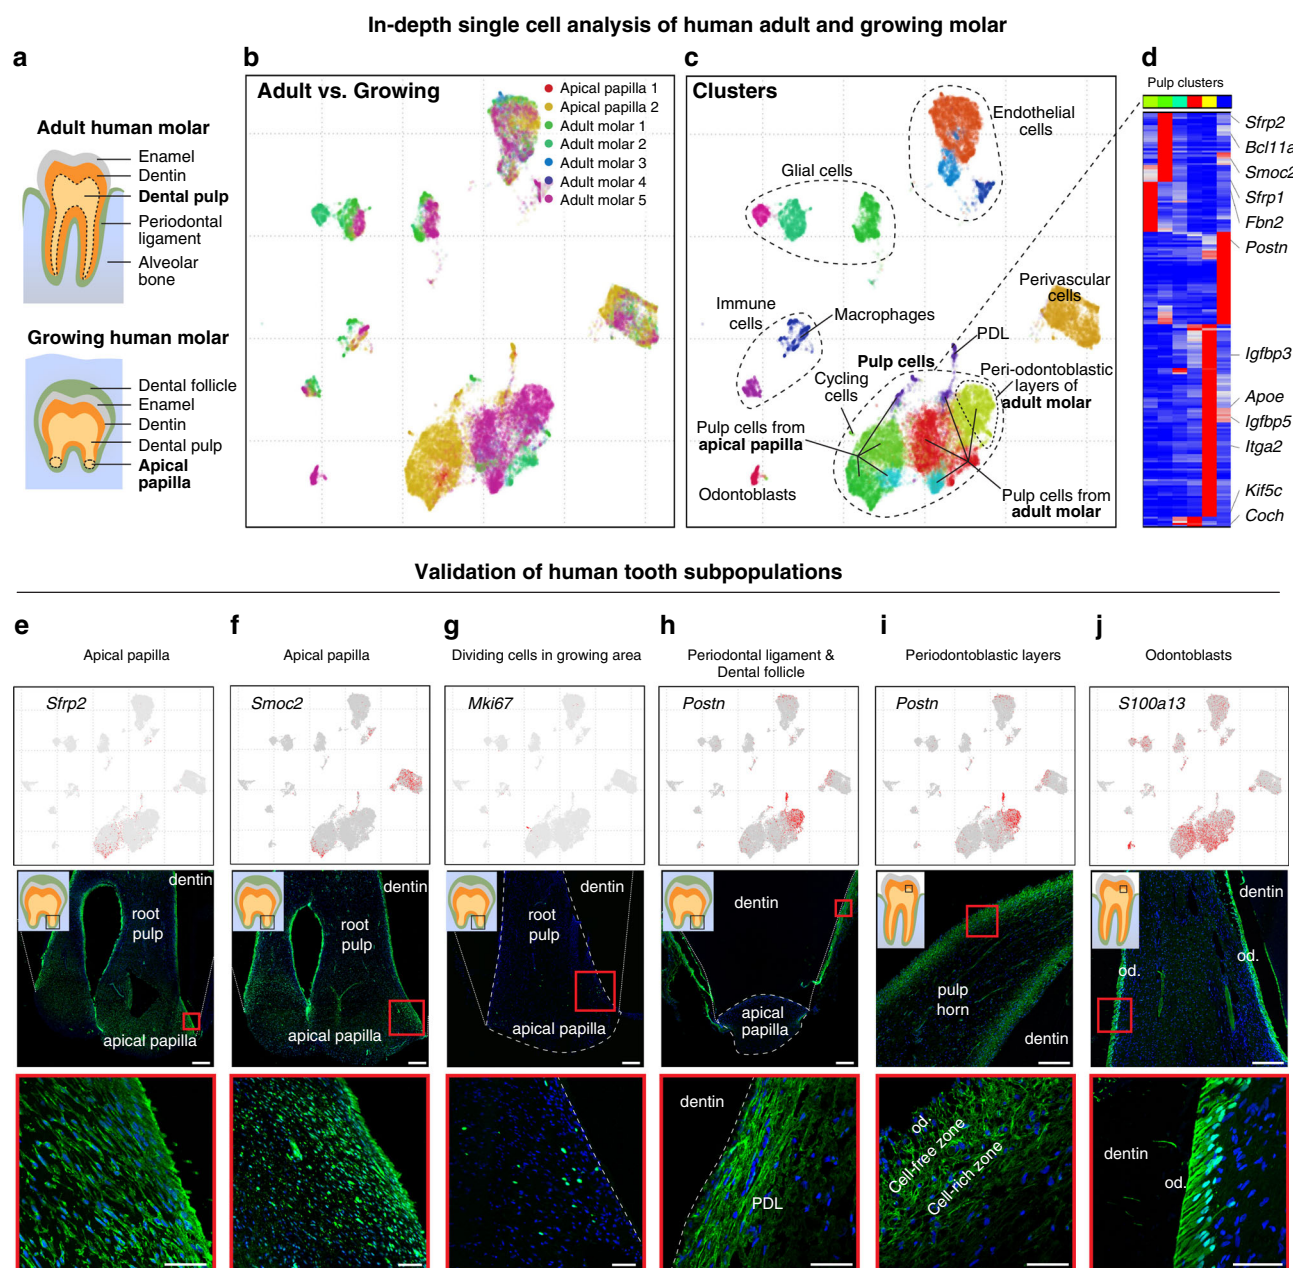 In-depth single cell analysis of human adult and growing molar
a
Adult human molar
Enamel
Dentin
Dental pulp
Periodontal
ligament
Alveolar
bone
Growing human molar
Dental follicle
Enamel
Dentin
Dental pulp
Apical
papilla
b
Adult vs. Growing
Apical papilla 1
Apical papilla 2
Adult molar 1
Adult molar 2
Adult molar 3
Adult molar 4
Adult molar 5
c
Clusters
Endothelial
cells
Glial cells
Immune
cells
Macrophages
Perivascular
cells
PDL
Pulp cells
Cycling
cells
Peri-odontoblastic
layers of
adult molar
Pulp cells from
apical papilla
Odontoblasts
Pulp cells from
adult molar
d
Pulp clusters
Sfrp2
Bcl11a
Smoc2
Sfrp1
Fbn2
Postn
Igfbp3
Apoe
Igfbp5
Itga2
Kif5c
Coch
Validation of human tooth subpopulations
e
Apical papilla
Sfrp2
dentin
root
pulp
apical papilla
f
Apical papilla
Smoc2
dentin
root
pulp
apical papilla
g
Dividing cells in growing area
Mki67
dentin
root
pulp
apical papilla
h
Periodontal ligament &
Dental follicle
Postn
dentin
apical
papilla
dentin
PDL
i
Periodontoblastic layers
Postn
pulp
horn
dentin
od.
Cell-free zone
Cell-rich zone
j
Odontoblasts
S100a13
dentin
od.
od.
dentin
od.